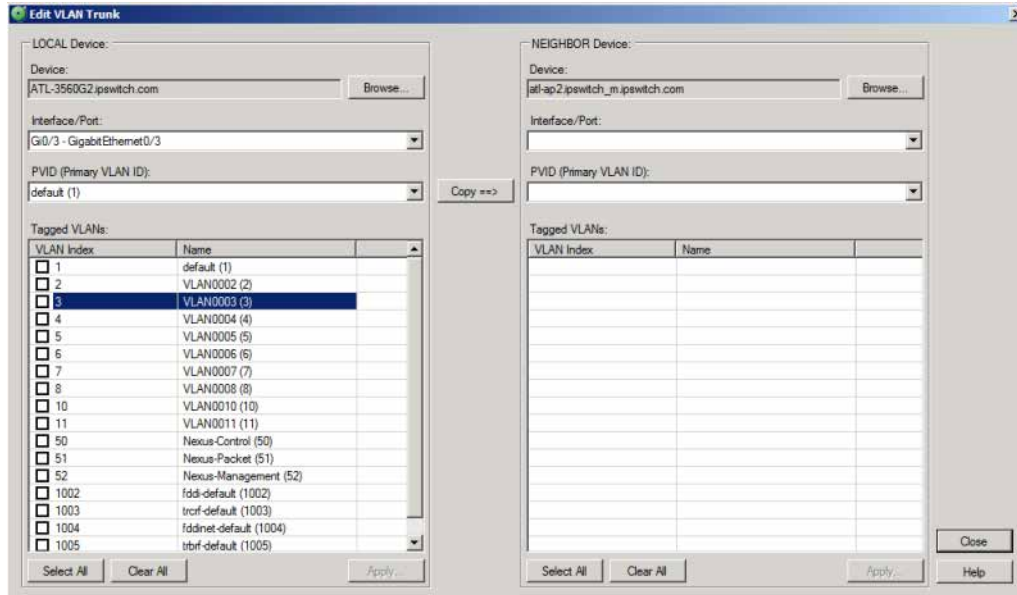 Edit VLAN Trunk
LOCAL Device:
Device:
ATL-3560G2.ipswitch.com
Browse...
Interface/Port:
Gi0/3 - GigabitEthernet0/3
PVID (Primary VLAN ID):
default (1)
Tagged VLANs:
VLAN Index Name
1 default (1)
2 VLAN0002 (2)
3 VLAN0003 (3)
4 VLAN0004 (4)
5 VLAN0005 (5)
6 VLAN0006 (6)
7 VLAN0007 (7)
8 VLAN0008 (8)
10 VLAN0010 (10)
11 VLAN0011 (11)
50 Nexus-Control (50)
51 Nexus-Packet (51)
52 Nexus-Management (52)
1002 fddi-default (1002)
1003 trcrf-default (1003)
1004 fddinet-default (1004)
1005 trbrf-default (1005)
Select All Clear All Apply...
Copy ==>
NEIGHBOR Device:
Device:
atl-ap2.ipswitch_m.ipswitch.com
Browse...
Interface/Port:
PVID (Primary VLAN ID):
Tagged VLANs:
VLAN Index Name
Select All Clear All Apply...
Close
Help